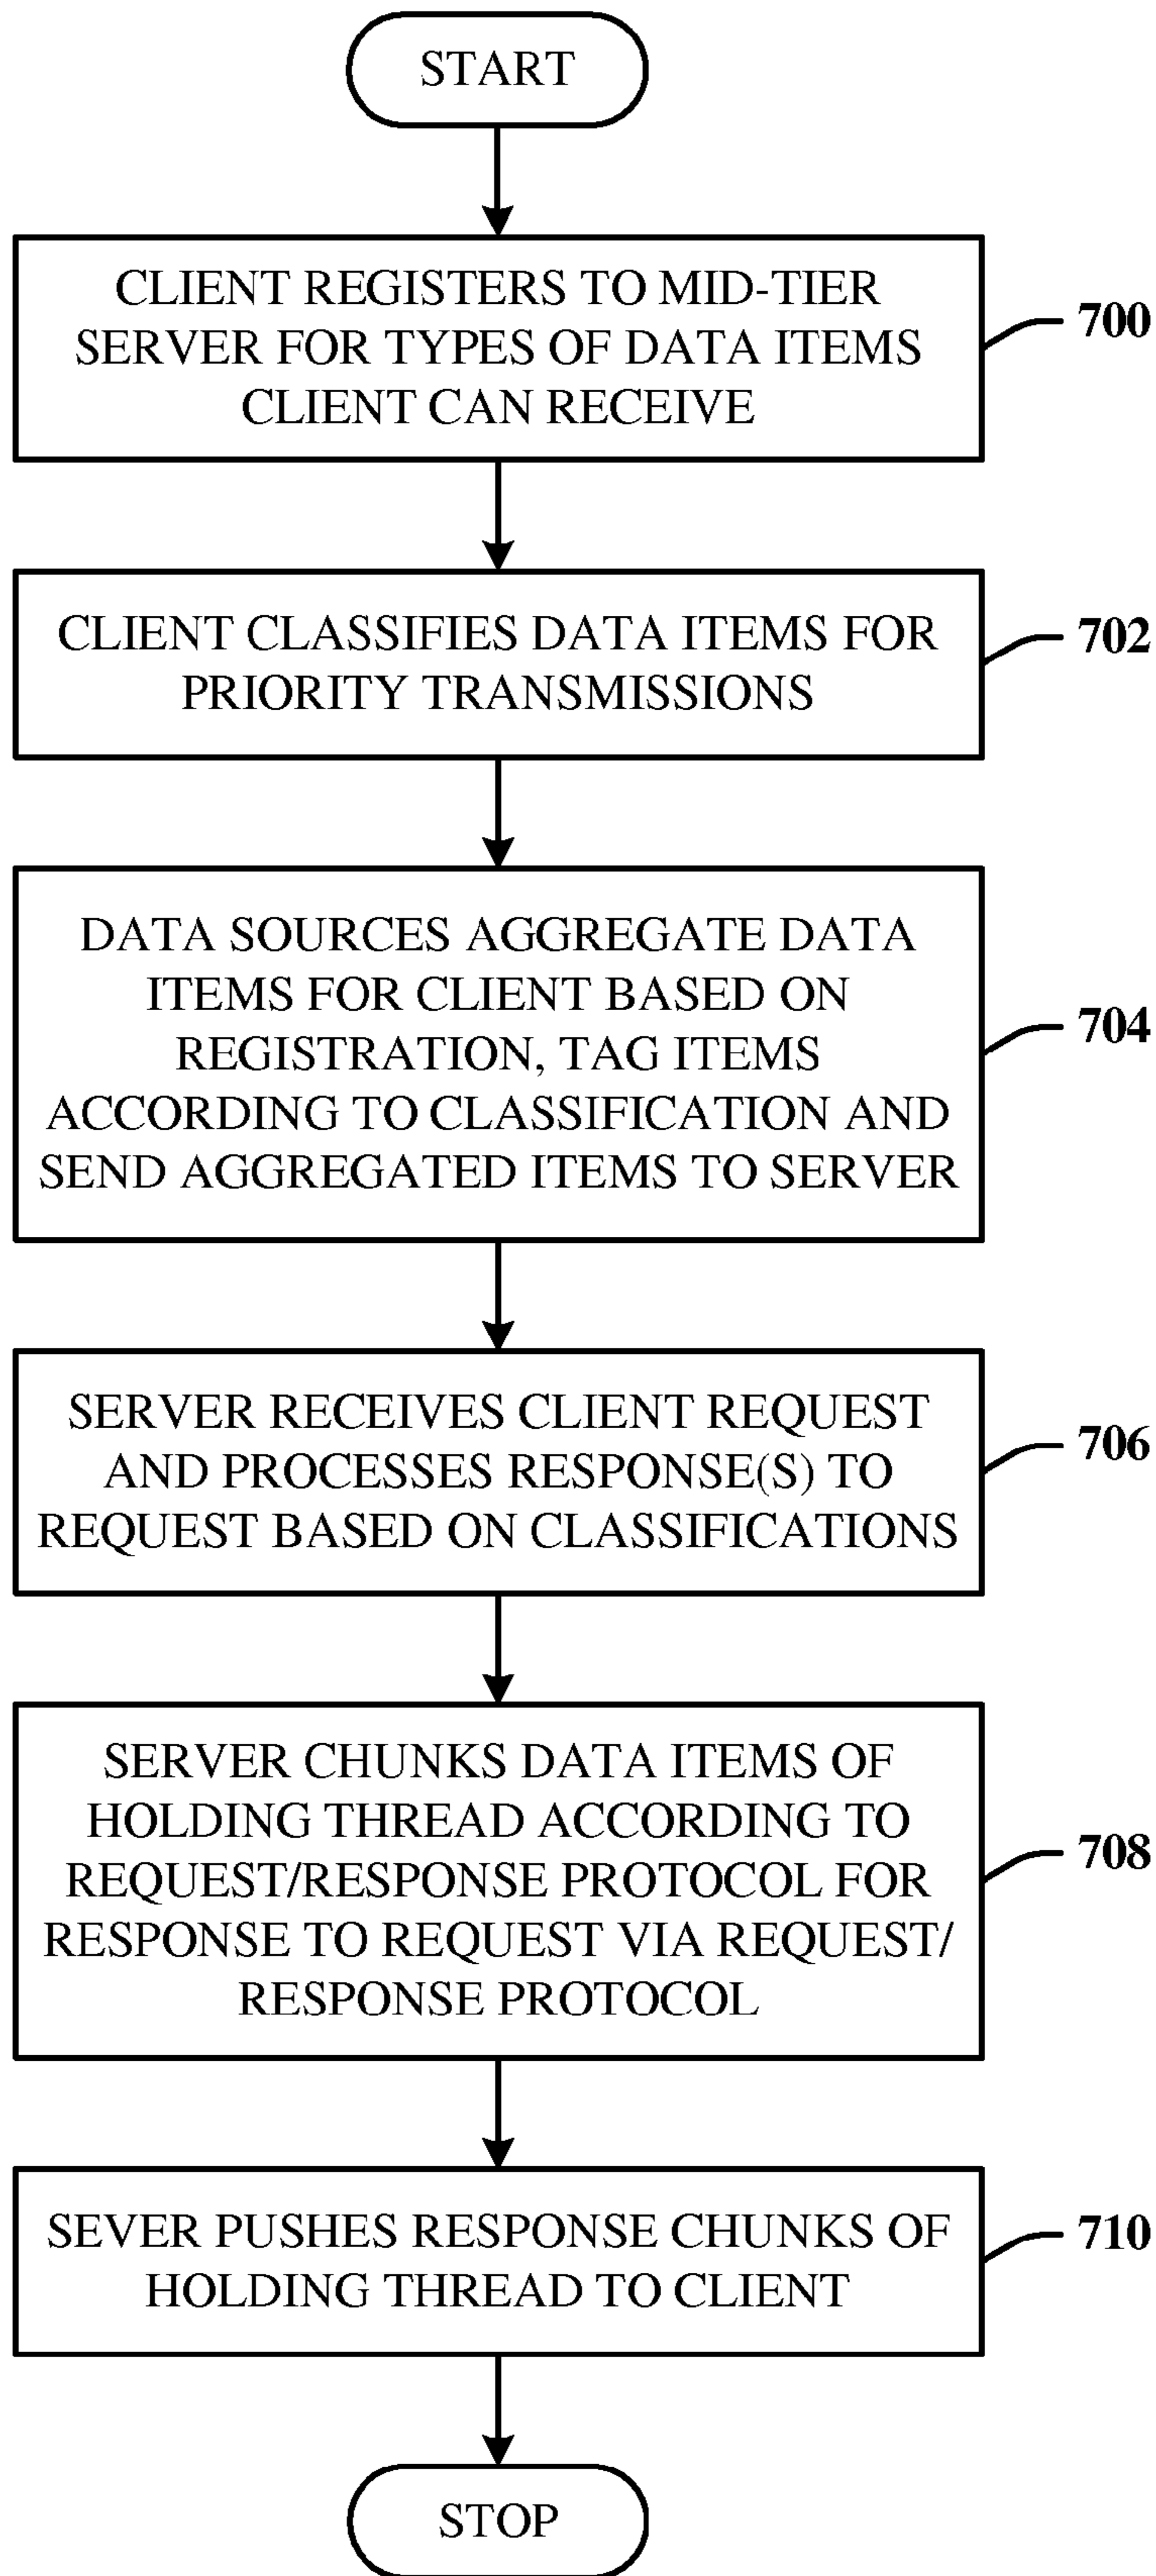 START
CLIENT REGISTERS TO MID-TIER
SERVER FOR TYPES OF DATA ITEMS
CLIENT CAN RECEIVE
700
CLIENT CLASSIFIES DATA ITEMS FOR
PRIORITY TRANSMISSIONS
702
DATA SOURCES AGGREGATE DATA
ITEMS FOR CLIENT BASED ON
REGISTRATION, TAG ITEMS
ACCORDING TO CLASSIFICATION AND
SEND AGGREGATED ITEMS TO SERVER
704
SERVER RECEIVES CLIENT REQUEST
AND PROCESSES RESPONSE(S) TO
REQUEST BASED ON CLASSIFICATIONS
706
SERVER CHUNKS DATA ITEMS OF
HOLDING THREAD ACCORDING TO
REQUEST/RESPONSE PROTOCOL FOR
RESPONSE TO REQUEST VIA REQUEST/
RESPONSE PROTOCOL
708
SEVER PUSHES RESPONSE CHUNKS OF
HOLDING THREAD TO CLIENT
710
STOP